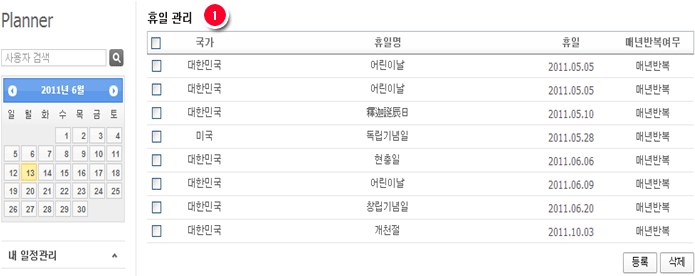 Planner
사용자 검색
2011년 6월
일 월 화 수 목 금 토
1 2 3 4
5 6 7 8 9 10 11
12 13 14 15 16 17 18
19 20 21 22 23 24 25
26 27 28 29 30
내 일정관리
휴일 관리 1
국가 휴일명 휴일 매년반복여부
대한민국 어린이날 2011.05.05 매년반복
대한민국 어린이날 2011.05.05 매년반복
대한민국 釋迦誕辰日 2011.05.10 매년반복
미국 독립기념일 2011.05.28 매년반복
대한민국 현충일 2011.06.06 매년반복
대한민국 어린이날 2011.06.09 매년반복
대한민국 창립기념일 2011.06.20 매년반복
대한민국 개천절 2011.10.03 매년반복
등록 삭제